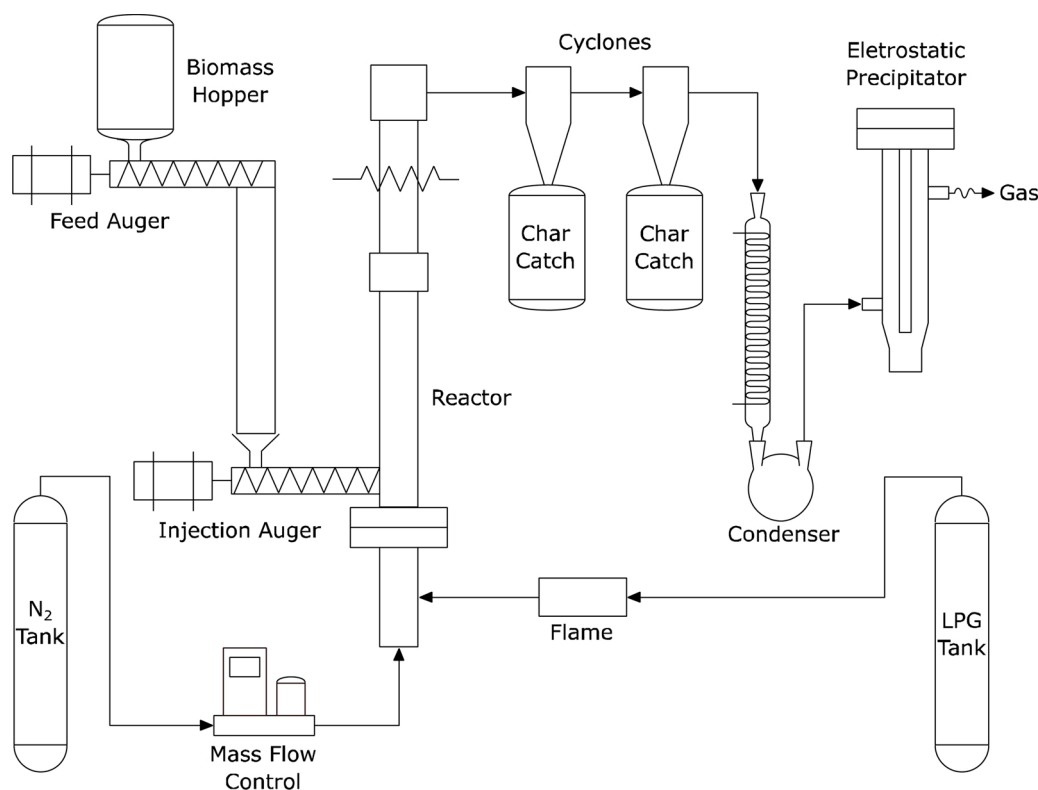 Biomass
Hopper
Cyclones
Eletrostatic
Precipitator
Feed Auger
Gas
Char
Catch
Char
Catch
Reactor
Injection Auger
Condenser
N₂
Tank
Flame
LPG
Tank
Mass Flow
Control